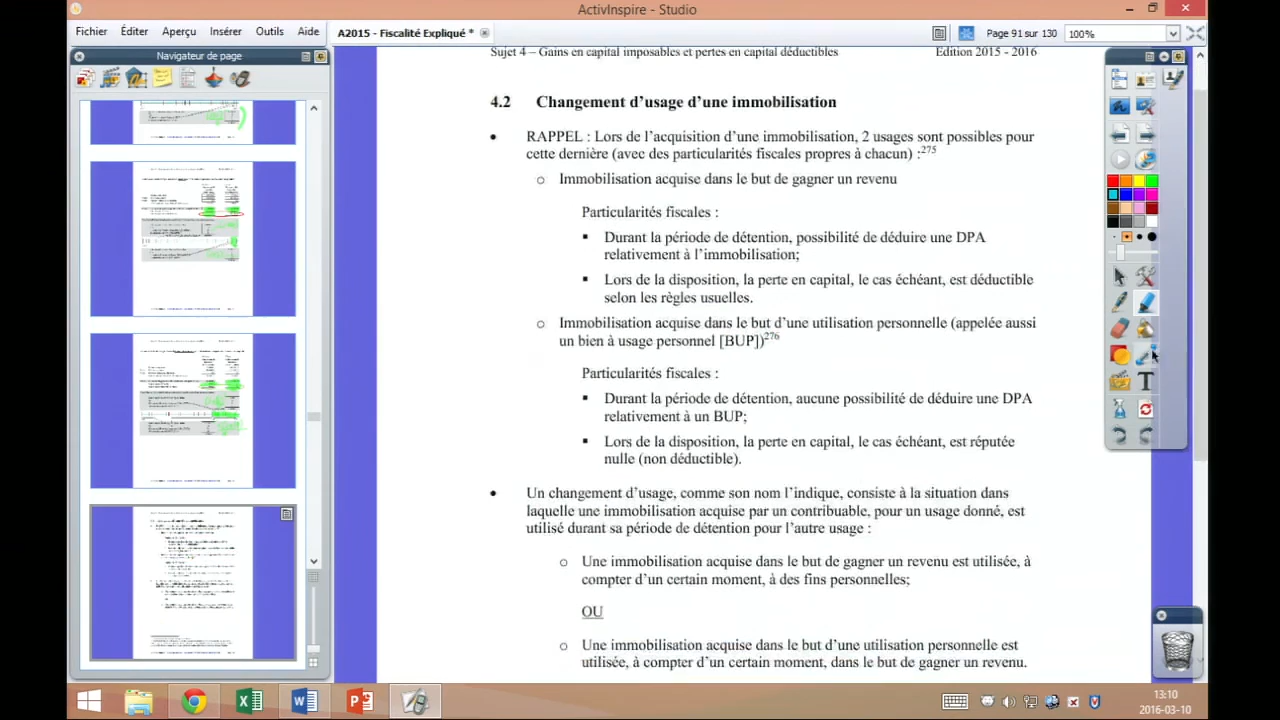 ActivInspire - Studio
Fichier Éditer Aperçu Insérer Outils Aide
A2015 - Fiscalité Expliqué *
Page 91 sur 130
100%
Navigateur de page
Sujet 4 – Gains en capital imposables et pertes en capital déductibles Edition 2015 - 2016
4.2 Changement d'usage d'une immobilisation
• RAPPEL : Lors de l'acquisition d'une immobilisation, 2 usages sont possibles pour
cette dernière (avec des particularités fiscales propres à chacun) :275
o Immobilisation acquise dans le but de gagner un revenu
Particularités fiscales :
▪ Durant la période de détention, possibilité de déduire une DPA
relativement à l'immobilisation;
▪ Lors de la disposition, la perte en capital, le cas échéant, est déductible
selon les règles usuelles.
o Immobilisation acquise dans le but d'une utilisation personnelle (appelée aussi
un bien à usage personnel [BUP])276
Particularités fiscales :
▪ Durant la période de détention, aucune possibilité de déduire une DPA
relativement à un BUP;
▪ Lors de la disposition, la perte en capital, le cas échéant, est réputée
nulle (non déductible).
• Un changement d'usage, comme son nom l'indique, consiste à la situation dans
laquelle une immobilisation acquise par un contribuable, pour un usage donné, est
utilisée durant sa période de détention pour l'autre usage :
o Une immobilisation acquise dans le but de gagner un revenu est utilisée, à
compter d'un certain moment, à des fins personnelles;
OU
o Une immobilisation acquise dans le but d'une utilisation personnelle est
utilisée, à compter d'un certain moment, dans le but de gagner un revenu.
13:10
2016-03-10